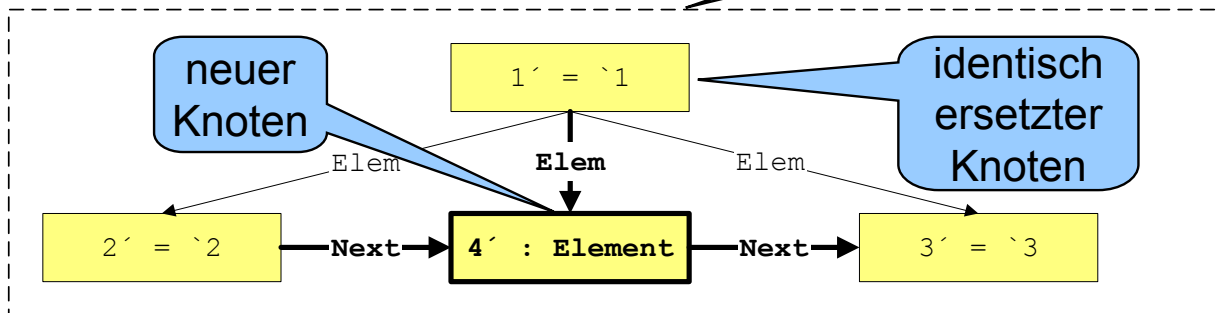 neuer
Knoten
1´ = `1
identisch
ersetzter
Knoten
Elem
Elem
Elem
2´ = `2
Next
4´ : Element
Next
3´ = `3